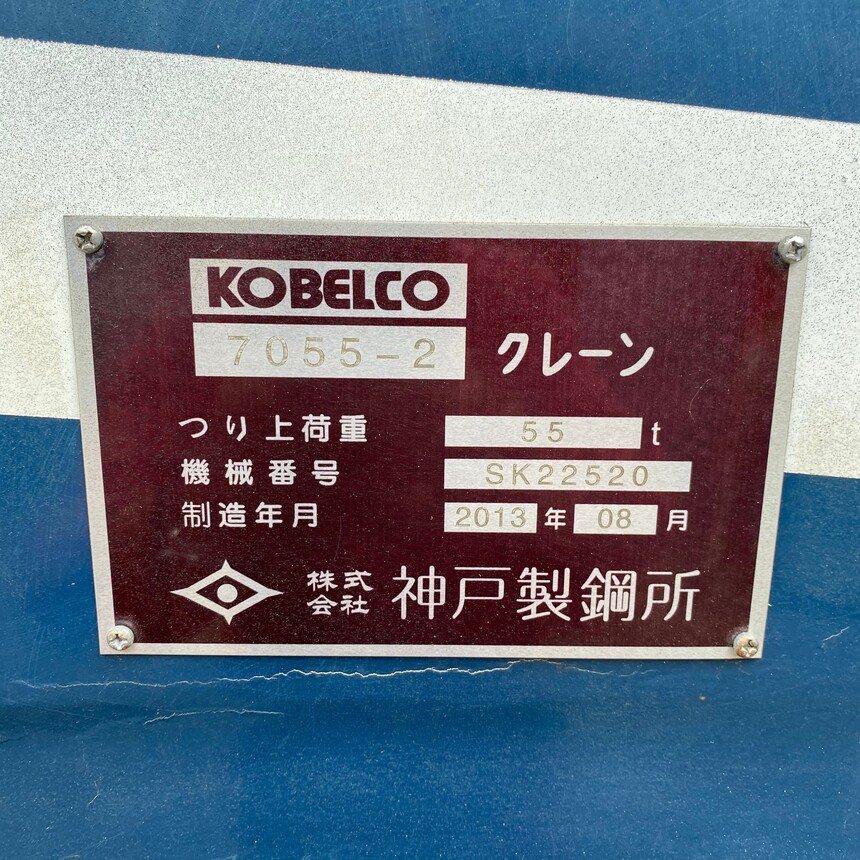 KOBELCO
7055-2 クレーン
つり上荷重 55 t
機械番号 SK22520
制造年月 2013 年 08 月
株式会社 神戸製鋼所